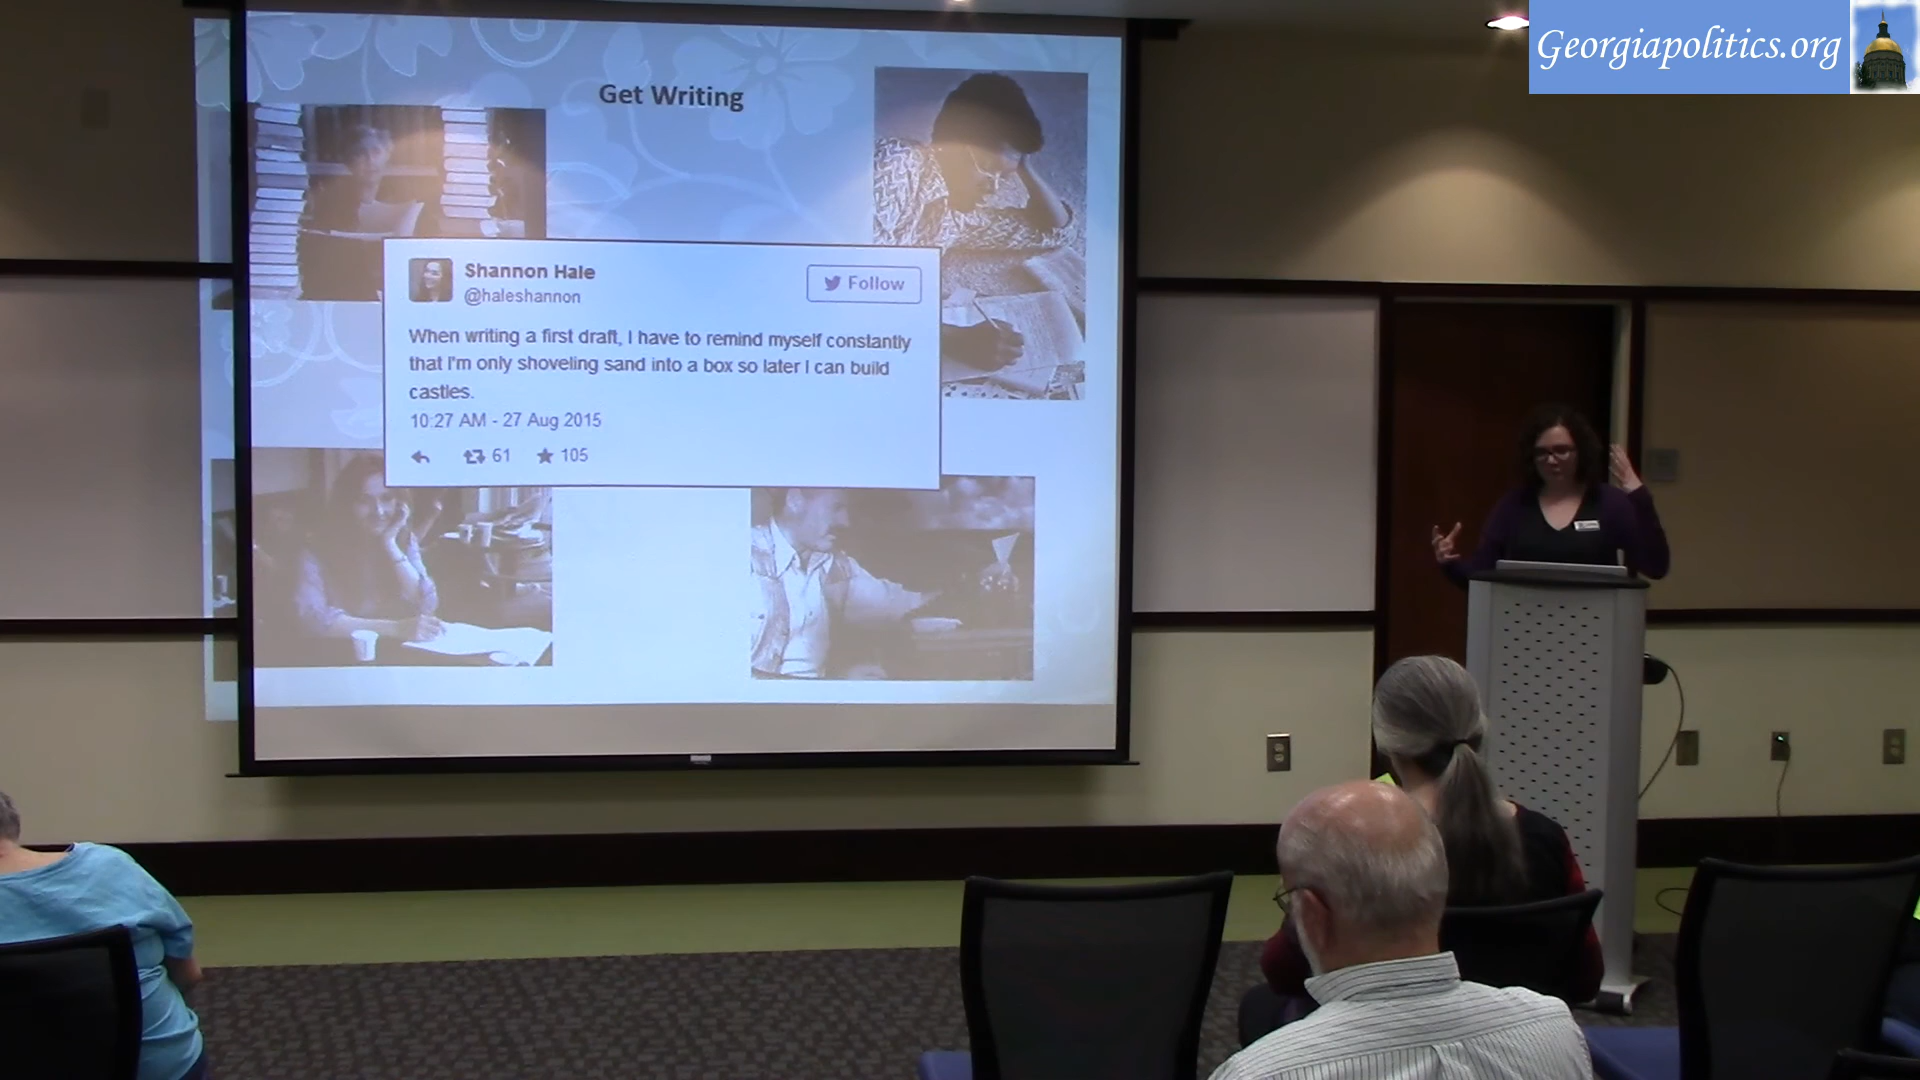 Georgiapolitics.org
Get Writing
Shannon Hale
@haleshannon
Follow
When writing a first draft, I have to remind myself constantly
that I'm only shoveling sand into a box so later I can build
castles.
10:27 AM - 27 Aug 2015
61 105